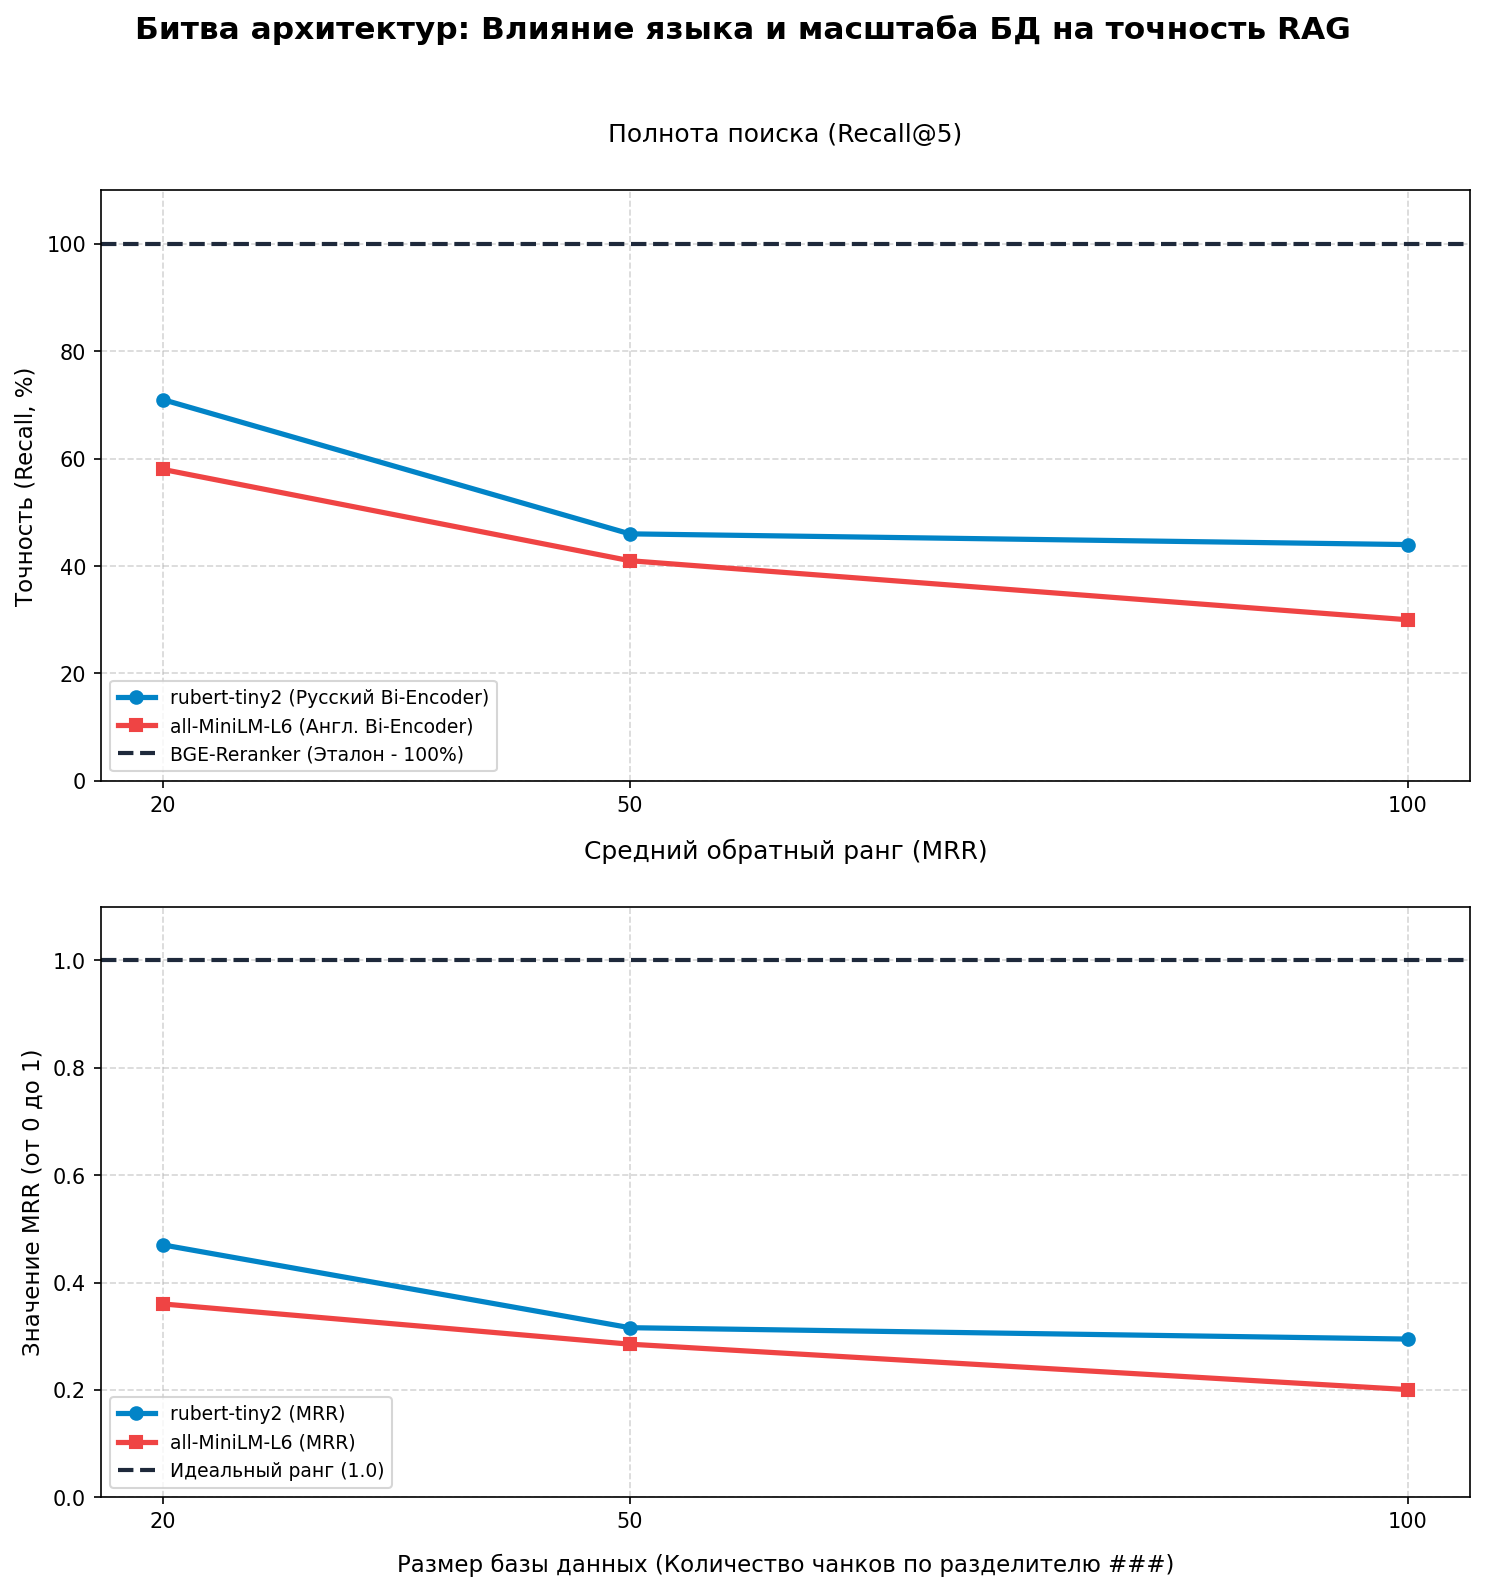 Битва архитектур: Влияние языка и масштаба БД на точность RAG
Полнота поиска (Recall@5)
Точность (Recall, %)
100
80
60
40
20
0
rubert-tiny2 (Русский Bi-Encoder)
all-MiniLM-L6 (Англ. Bi-Encoder)
BGE-Reranker (Эталон - 100%)
20
50
100
Средний обратный ранг (MRR)
Значение MRR (от 0 до 1)
1.0
0.8
0.6
0.4
0.2
0.0
rubert-tiny2 (MRR)
all-MiniLM-L6 (MRR)
Идеальный ранг (1.0)
20
50
100
Размер базы данных (Количество чанков по разделителю ###)